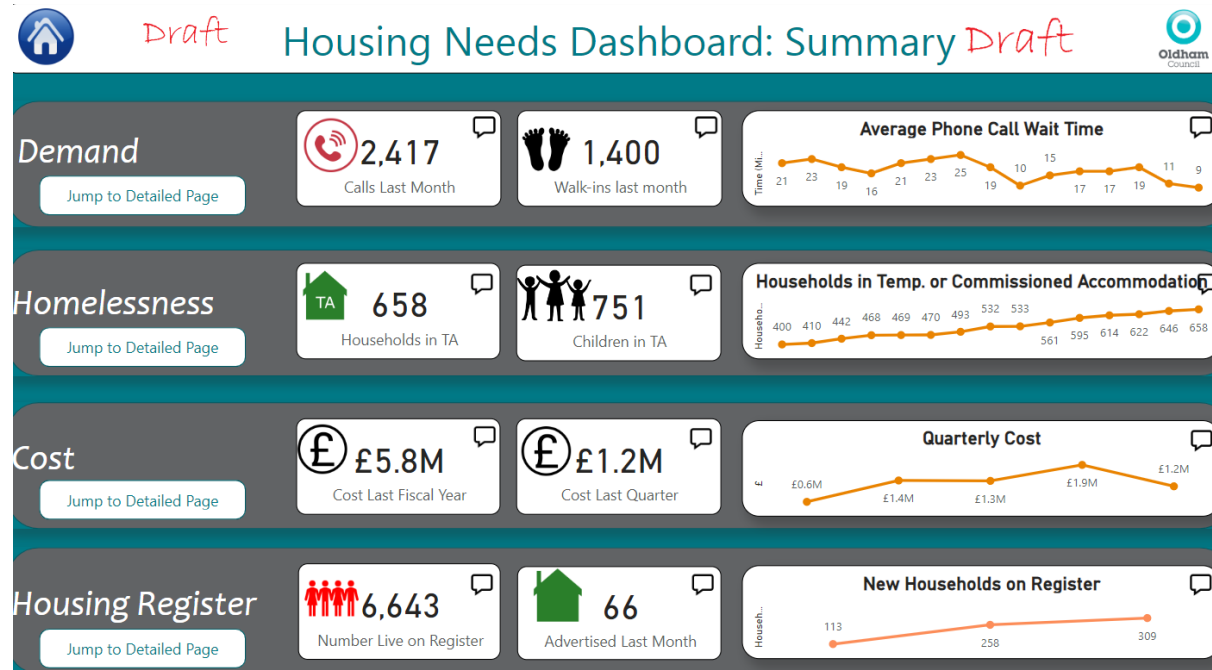 Draft Housing Needs Dashboard: Summary Draft
Oldham
Council
Demand
Jump to Detailed Page
2,417
Calls Last Month
1,400
Walk-ins last month
Average Phone Call Wait Time
Time (Mi...
21 23 19 16 21 23 25 19 10 15 17 17 19 11 9
Homelessness
Jump to Detailed Page
TA
658
Households in TA
751
Children in TA
Households in Temp. or Commissioned Accommodation
Househo...
400 410 442 468 469 470 493 532 533 561 595 614 622 646 658
Cost
Jump to Detailed Page
£
£5.8M
Cost Last Fiscal Year
£
£1.2M
Cost Last Quarter
Quarterly Cost
£
£0.6M £1.4M £1.3M £1.9M £1.2M
Housing Register
Jump to Detailed Page
6,643
Number Live on Register
66
Advertised Last Month
New Households on Register
Househ...
113 258 309